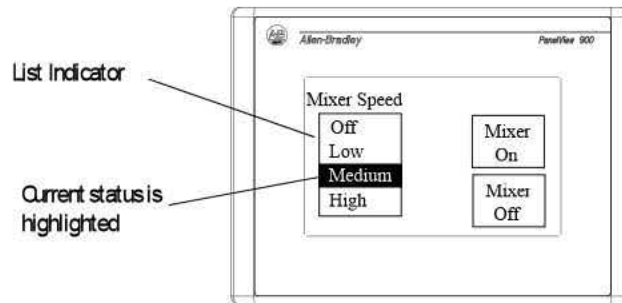 AB
Allen-Bradley
PanelView 900
List Indicator
Mixer Speed
Off
Low
Medium
High
Mixer
On
Mixer
Off
Current status is
highlighted